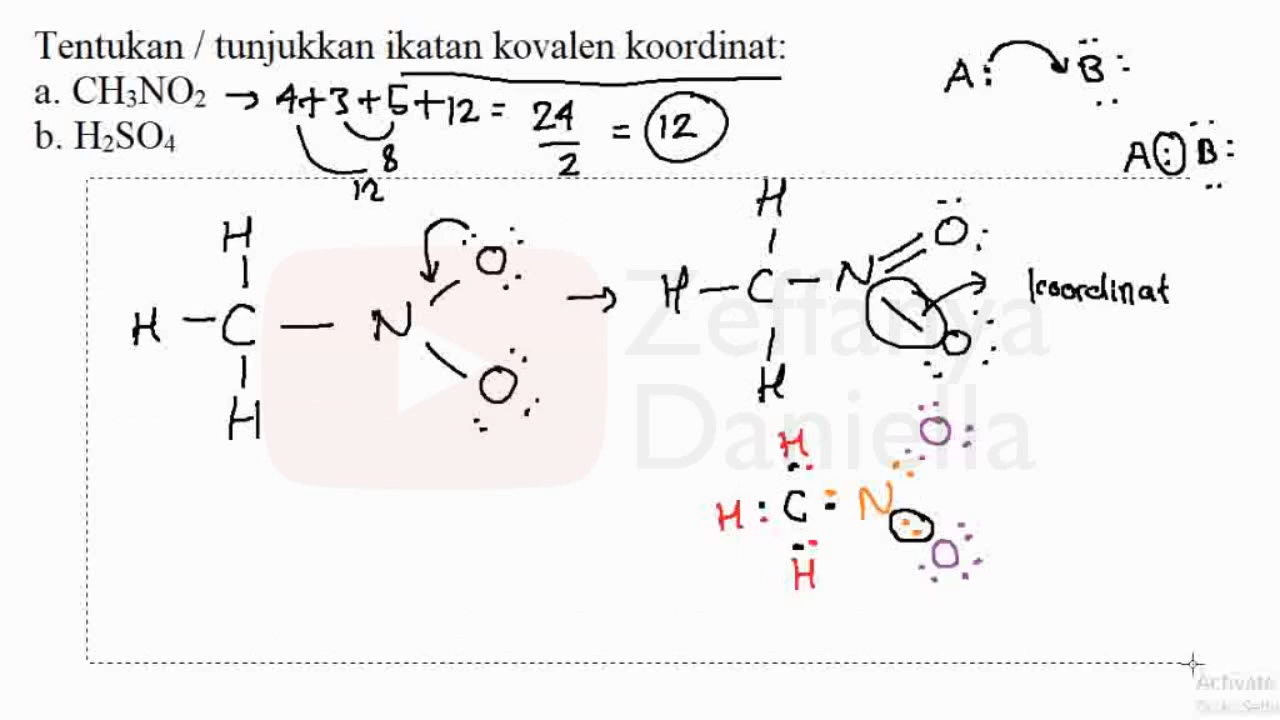 Tentukan / tunjukkan ikatan kovalen koordinat:
a. CH₃NO₂ → 4+3+5+12 = 24/2 = 12
8
12
b. H₂SO₄
A : B
A : B
H
H – C – N
O
O
H
→
H
H – C – N = O
O
H
koordinat
Zeffanya
Daniella
H
H : C : N
O
O
H
Activate